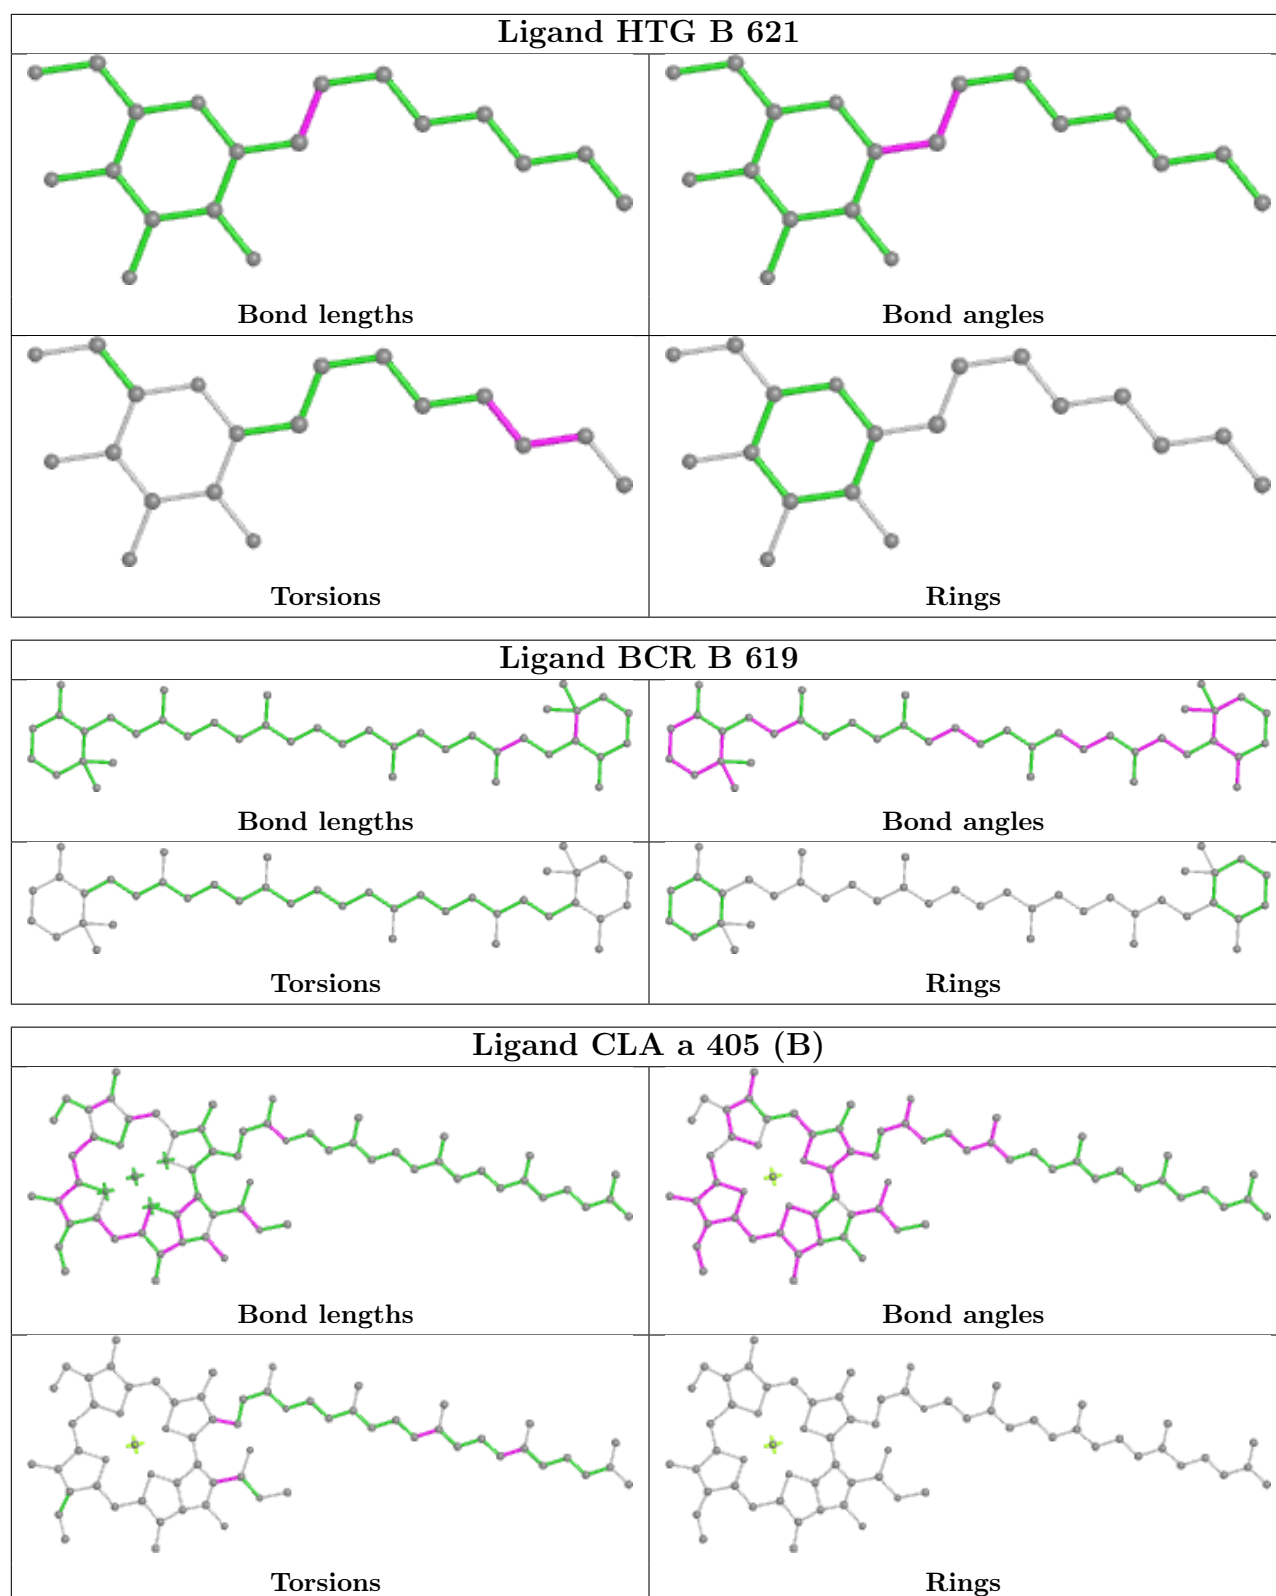 Ligand HTG B 621
Bond lengths
Bond angles
Torsions
Rings
Ligand BCR B 619
Bond lengths
Bond angles
Torsions
Rings
Ligand CLA a 405 (B)
Bond lengths
Bond angles
Torsions
Rings